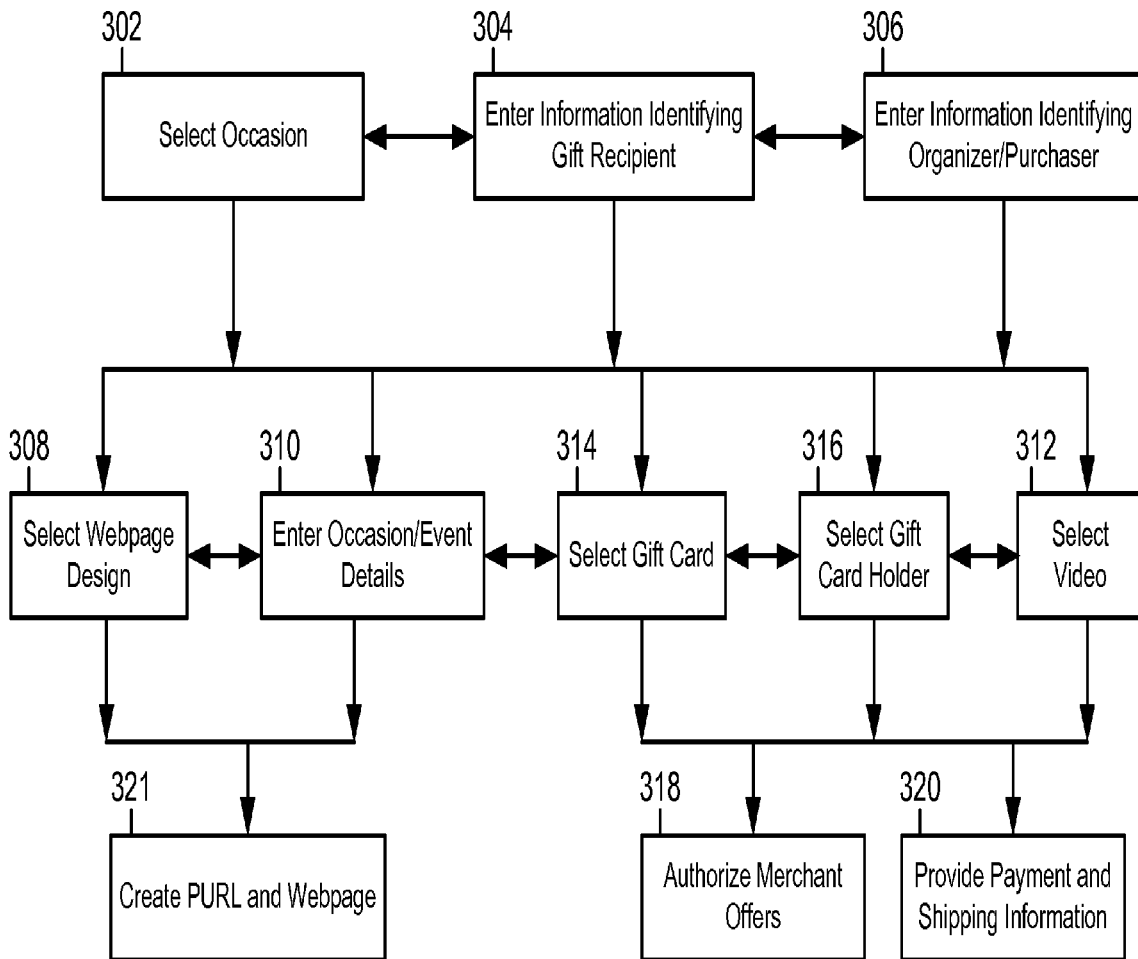 302
304
306
Select Occasion
Enter Information Identifying
Gift Recipient
Enter Information Identifying
Organizer/Purchaser
308
310
314
316
312
Select Webpage
Design
Enter Occasion/Event
Details
Select Gift Card
Select Gift
Card Holder
Select
Video
321
318
320
Create PURL and Webpage
Authorize Merchant
Offers
Provide Payment and
Shipping Information